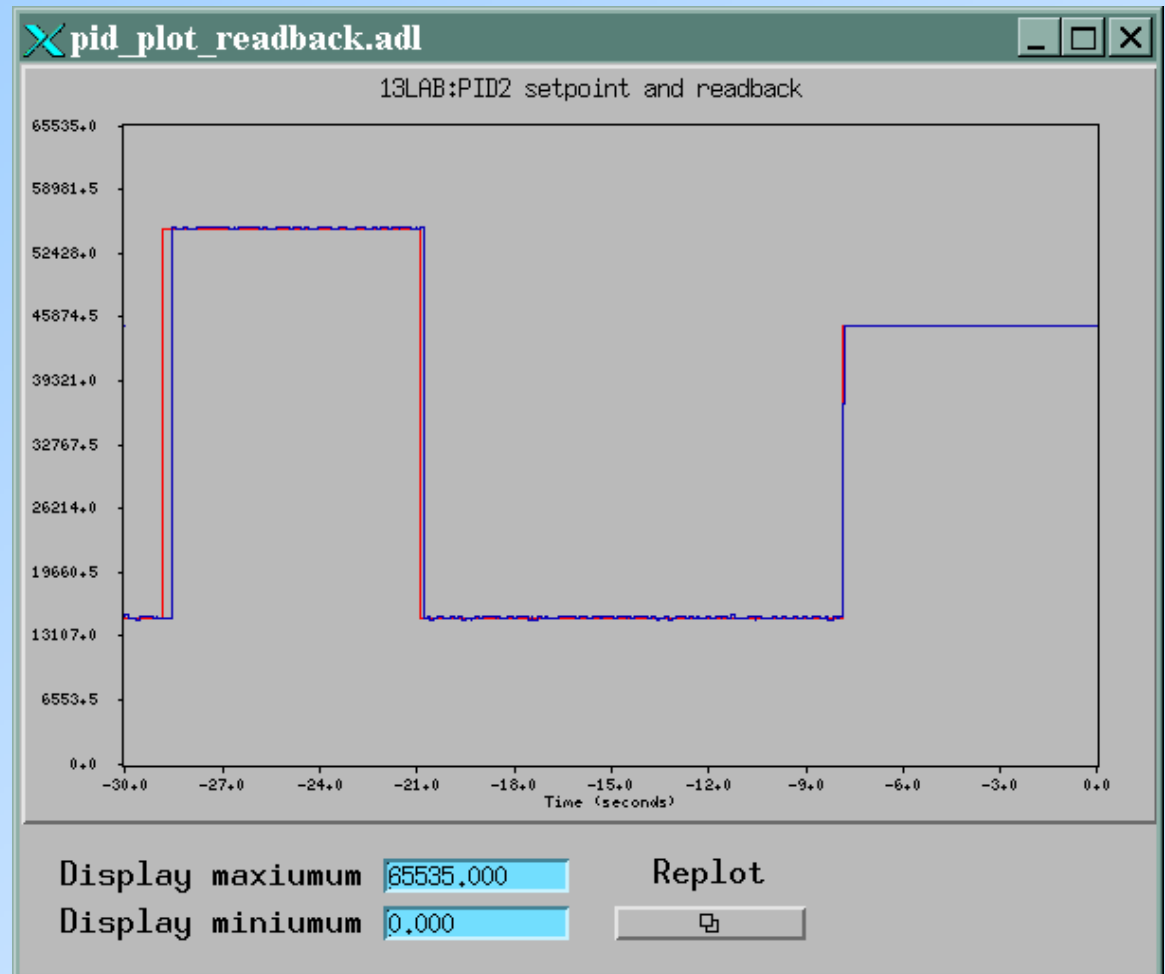 pid_plot_readback.adl
13LAB:PID2 setpoint and readback
65535.0
58981.5
52428.0
45874.5
39321.0
32767.5
26214.0
19660.5
13107.0
6553.5
0.0
-30.0 -27.0 -24.0 -21.0 -18.0 -15.0 -12.0 -9.0 -6.0 -3.0 0.0
Time (seconds)
Display maxiumum 65535.000 Replot
Display miniumum 0.000